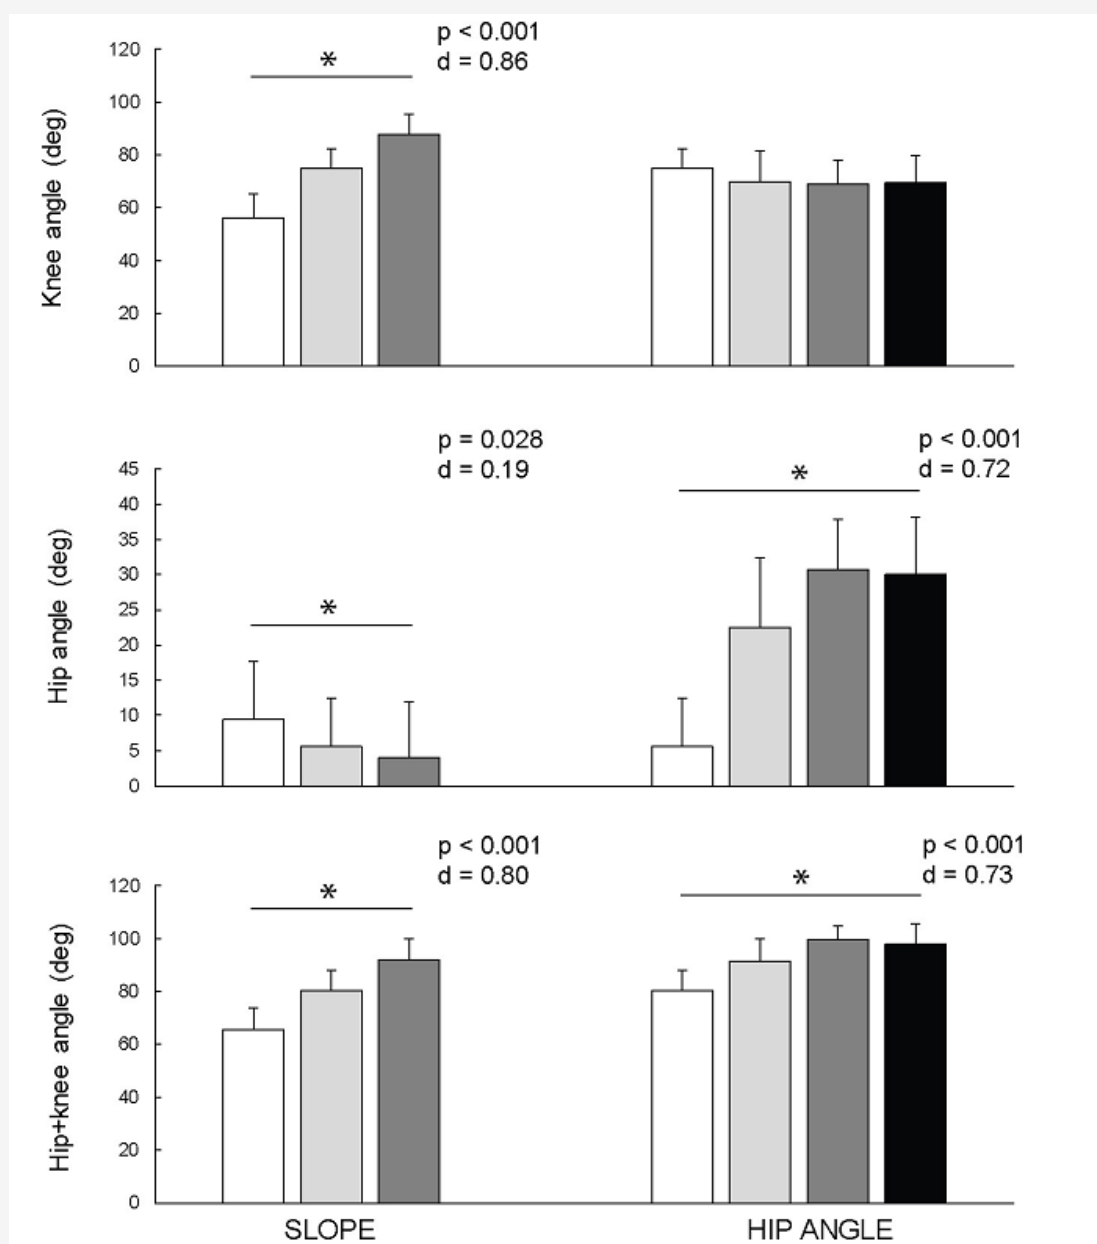 p < 0.001
d = 0.86
*
120
100
80
60
40
20
0
Knee angle (deg)
p = 0.028
d = 0.19
p < 0.001
d = 0.72
*
*
45
40
35
30
25
20
15
10
5
0
Hip angle (deg)
p < 0.001
d = 0.80
p < 0.001
d = 0.73
*
*
120
100
80
60
40
20
0
Hip+knee angle (deg)
SLOPE
HIP ANGLE